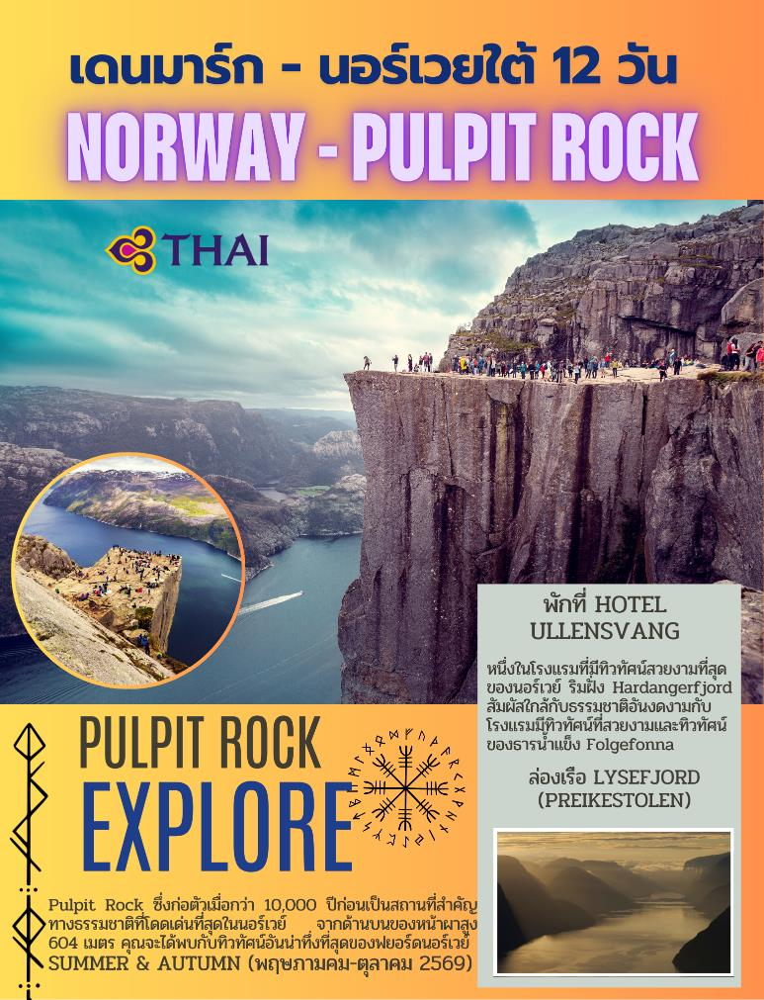 เดนมาร์ก - นอร์เวยใต้ 12 วัน
NORWAY - PULPIT ROCK
THAI
พักที่ HOTEL
ULLENSVANG
หนึ่งในโรงแรมที่มีทิวทัศน์สวยงามที่สุด
ของนอร์เวย์ ริมฝั่ง Hardangerfjord
สัมผัสใกล้กับธรรมชาติอันงดงามกับ
โรงแรมมีทิวทัศน์ที่สวยงามและทิวทัศน์
ของธารน้ำแข็ง Folgefonna
ล่องเรือ LYSEFJORD
(PREIKESTOLEN)
PULPIT ROCK
EXPLORE
Pulpit Rock ซึ่งก่อตัวเมื่อกว่า 10,000 ปีก่อนเป็นสถานที่สำคัญ
ทางธรรมชาติที่โดดเด่นที่สุดในนอร์เวย์ จากด้านบนของหน้าผาสูง
604 เมตร คุณจะได้พบกับทิวทัศน์อันน่าทึ่งที่สุดของฟยอร์ดนอร์เวย์
SUMMER & AUTUMN (พฤษภามคม-ตุลาคม 2569)